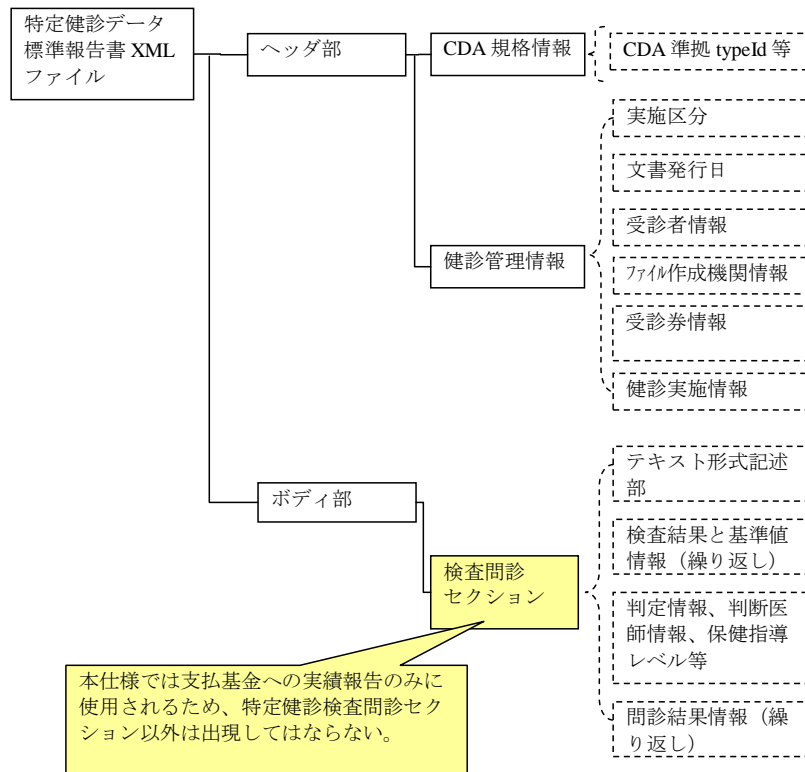 特定健診データ
標準報告書 XML
ファイル
ヘッダ部
CDA 規格情報
CDA 準拠 typeId 等
実施区分
文書発行日
受診者情報
健診管理情報
ﾌｧｲﾙ作成機関情報
受診券情報
健診実施情報
ボディ部
テキスト形式記述
部
検査結果と基準値
情報（繰り返し）
検査問診
セクション
判定情報、判断医
師情報、保健指導
レベル等
問診結果情報（繰
り返し）
本仕様では支払基金への実績報告のみに
使用されるため、特定健診検査問診セク
ション以外は出現してはならない。